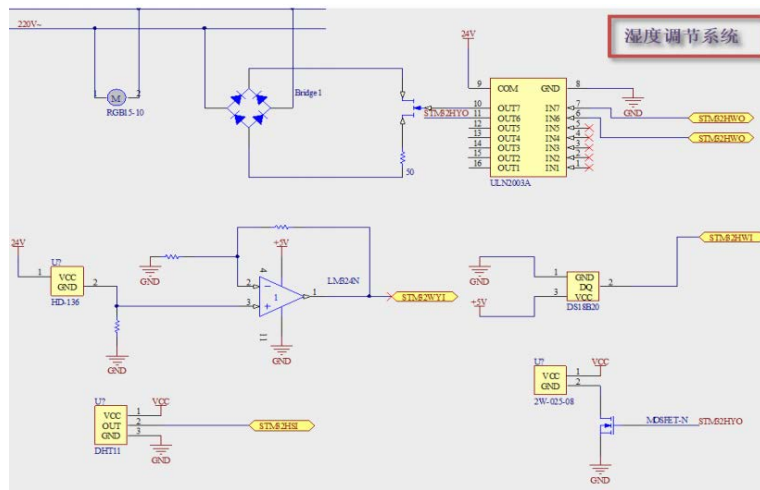 220V~
湿度调节系统
24V
1
2
M
RGB15-10
Bridge1
9
COM
GND
8
GND
10
OUT7
IN7
7
STM32HWO
STM32HYO
11
OUT6
IN6
6
12
OUT5
IN5
5
STM32HWO
13
OUT4
IN4
4
14
OUT3
IN3
3
15
OUT2
IN2
2
16
OUT1
IN1
1
50
ULN2003A
24V
U?
1
VCC
GND
2
HD-136
GND
GND
+5V
4
LM324N
2
3
1
1
11
GND
STM32WYI
STM32HWI
GND
1
GND
DQ
2
3
VCC
+5V
DS18B20
U?
VCC
1
VCC
OUT
2
STM32HSI
GND
3
DHT11
GND
U?
VCC
VCC
1
GND
2
2W-025-08
MOSFET-N
STM32HYO
GND